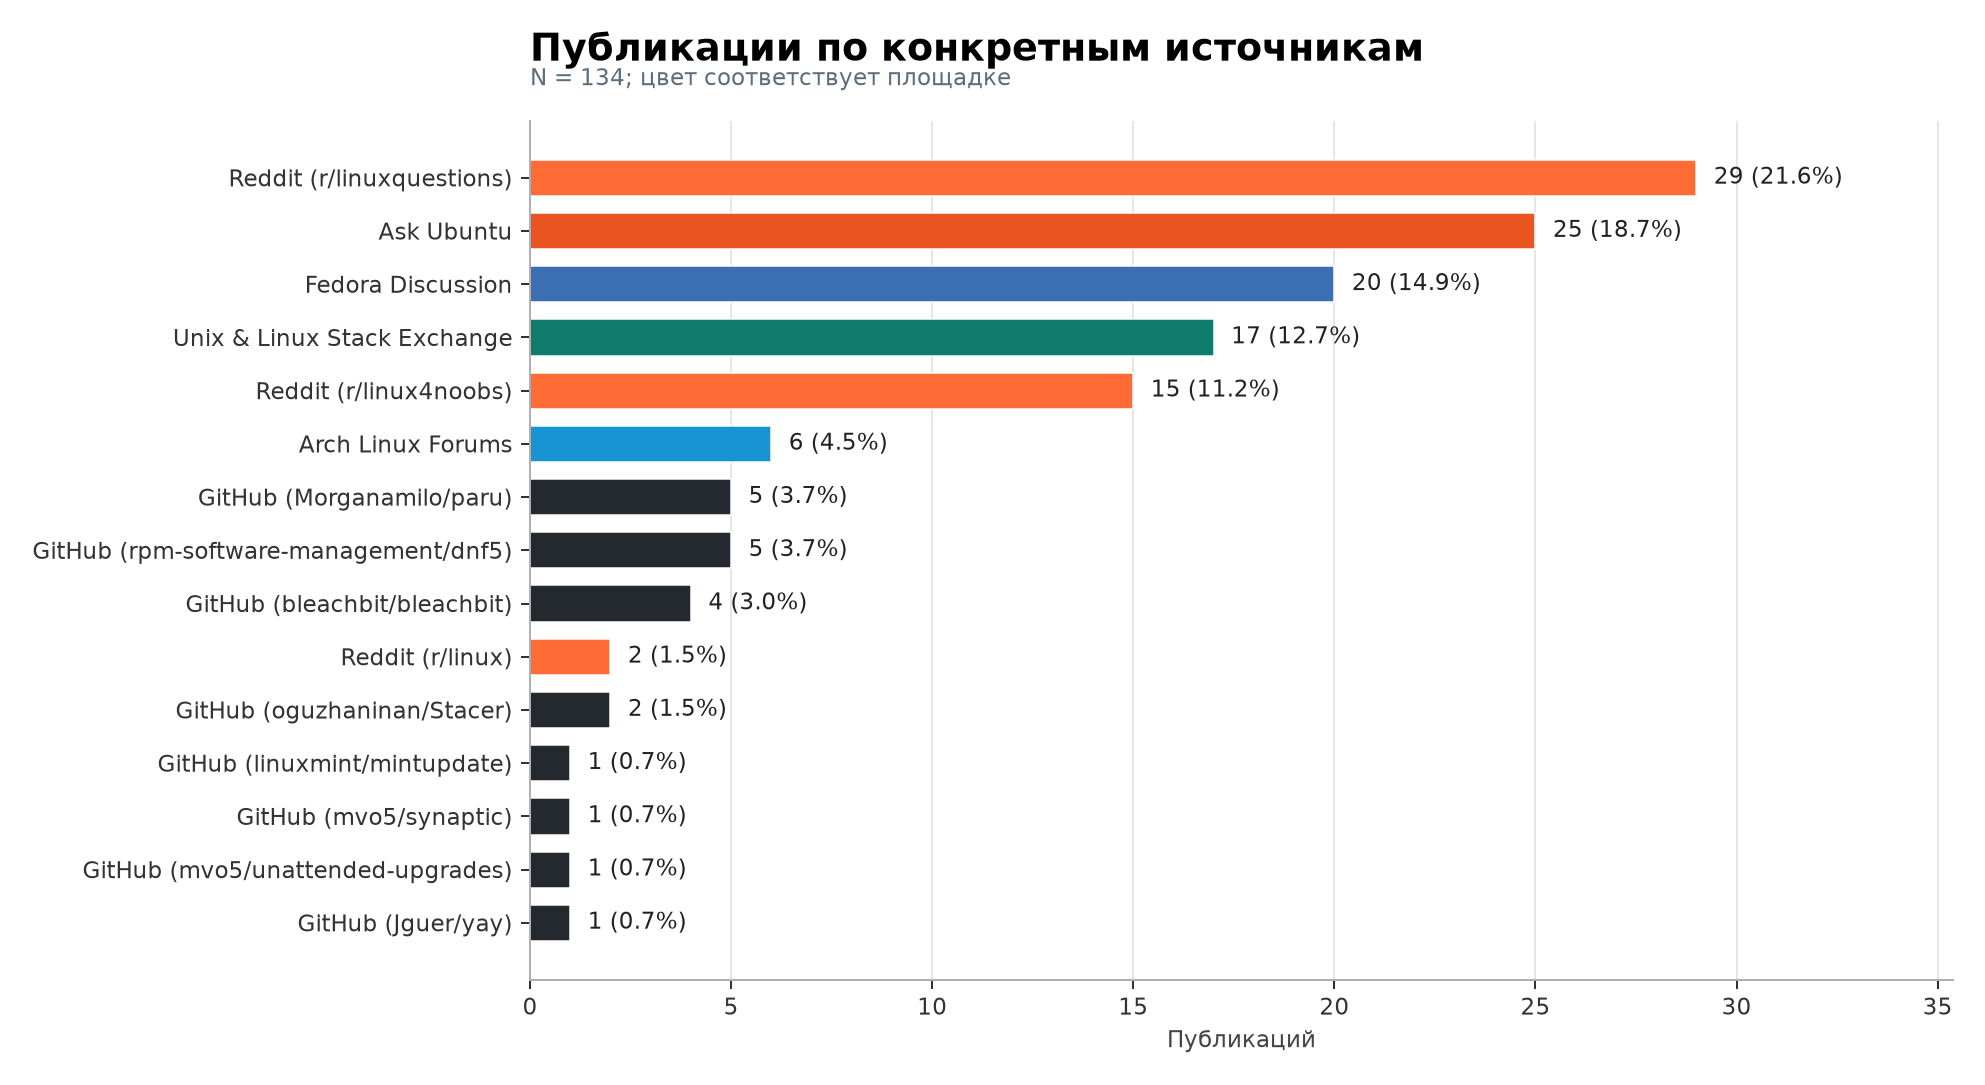 Публикации по конкретным источникам
N = 134; цвет соответствует площадке
Reddit (r/linuxquestions) 29 (21.6%)
Ask Ubuntu 25 (18.7%)
Fedora Discussion 20 (14.9%)
Unix & Linux Stack Exchange 17 (12.7%)
Reddit (r/linux4noobs) 15 (11.2%)
Arch Linux Forums 6 (4.5%)
GitHub (Morganamilo/paru) 5 (3.7%)
GitHub (rpm-software-management/dnf5) 5 (3.7%)
GitHub (bleachbit/bleachbit) 4 (3.0%)
Reddit (r/linux) 2 (1.5%)
GitHub (oguzhaninan/Stacer) 2 (1.5%)
GitHub (linuxmint/mintupdate) 1 (0.7%)
GitHub (mvo5/synaptic) 1 (0.7%)
GitHub (mvo5/unattended-upgrades) 1 (0.7%)
GitHub (Jguer/yay) 1 (0.7%)
0 5 10 15 20 25 30 35
Публикаций